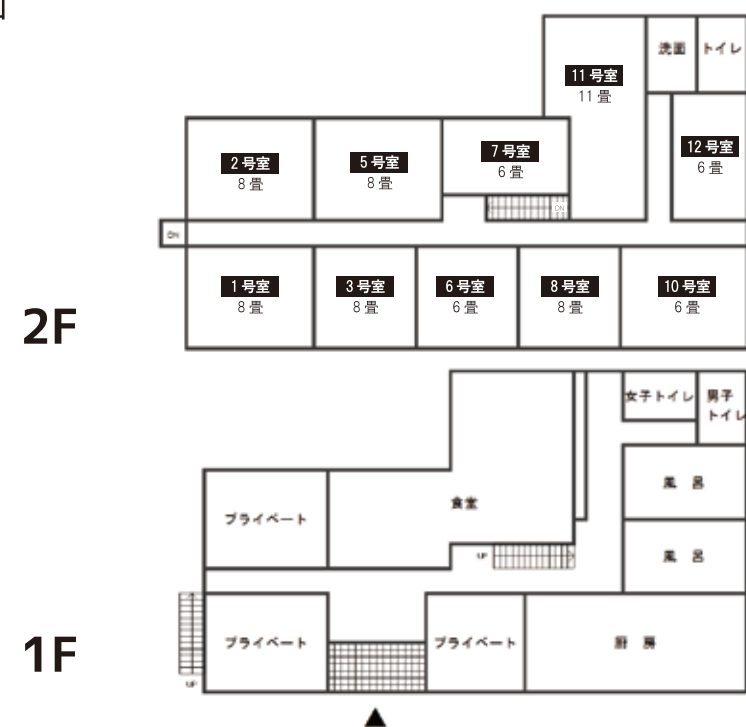 洗面
トイレ
11号室
11畳
2号室
8畳
5号室
8畳
7号室
6畳
12号室
6畳
DN
DN
1号室
8畳
3号室
8畳
6号室
6畳
8号室
8畳
10号室
6畳
2F
女子トイレ
男子
トイレ
プライベート
食堂
風 呂
UP
風 呂
プライベート
プライベート
厨 房
UP
1F